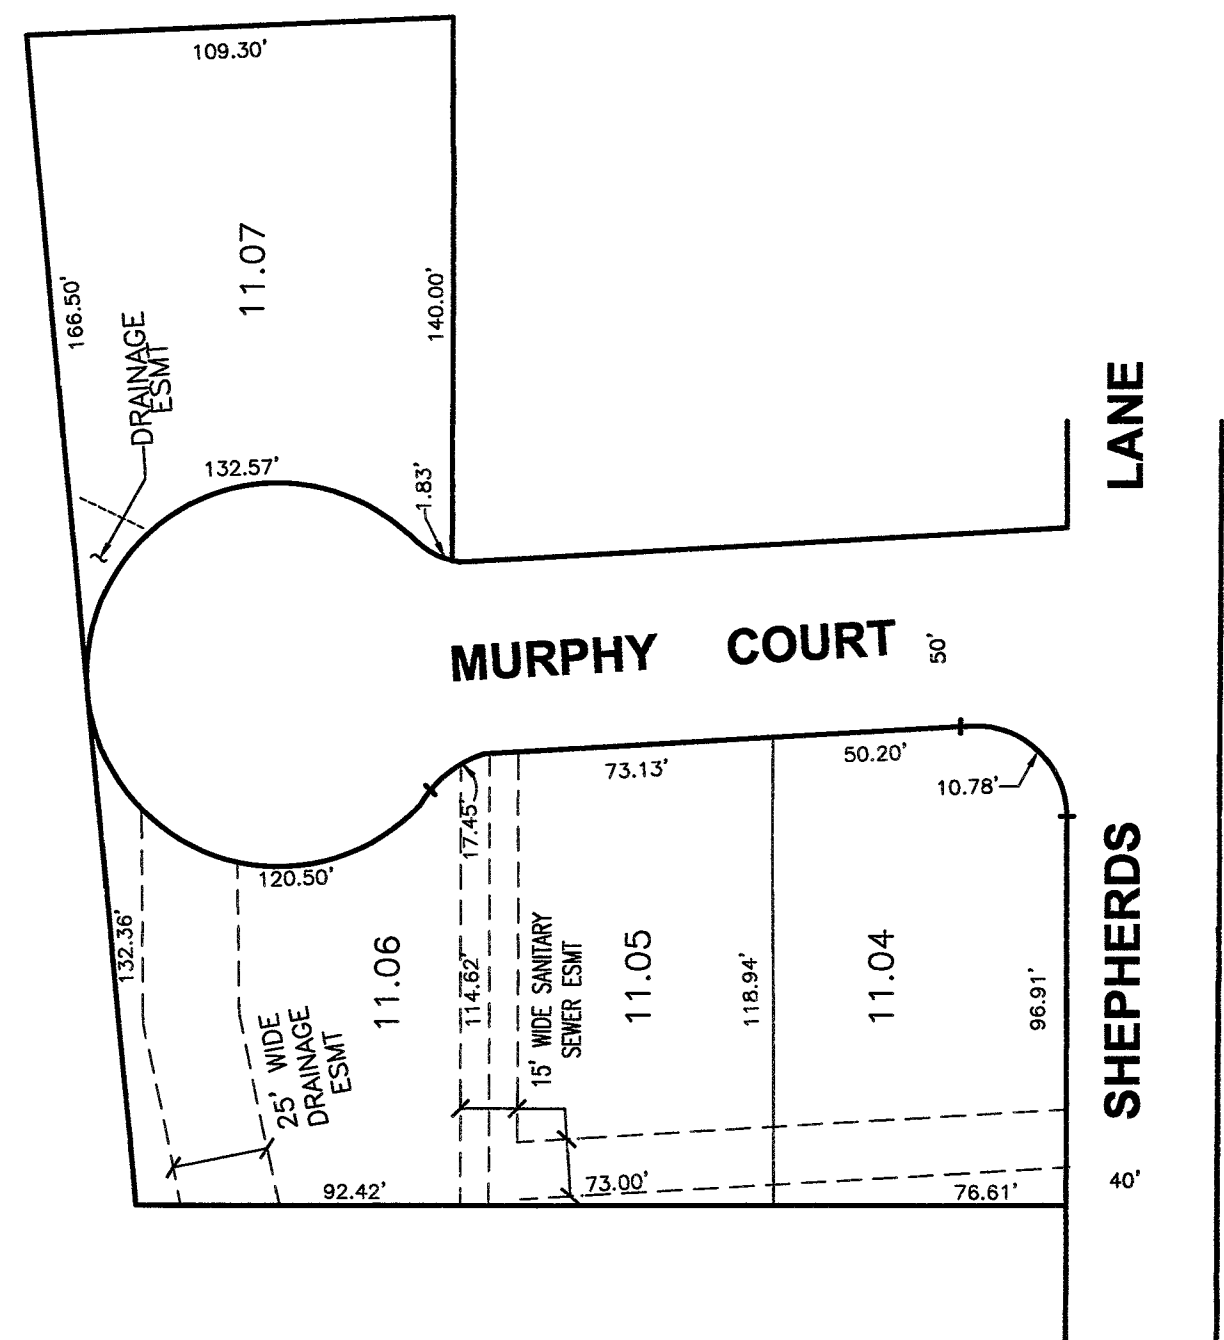 109.30'
11.07
166.50'
140.00'
DRAINAGE
ESMT
132.57'
1.83'
LANE
MURPHY COURT
50'
73.13'
50.20'
10.78'
17.45'
120.50'
132.36'
11.06
114.62'
15' WIDE SANITARY
SEWER ESMT
11.05
118.94'
11.04
96.91'
SHEPHERDS
25' WIDE
DRAINAGE
ESMT
92.42'
73.00'
76.61'
40'